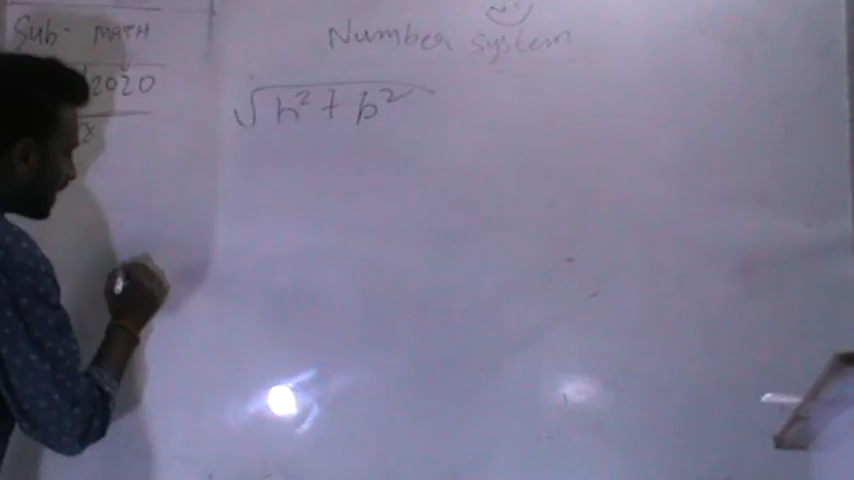 Sub- MATH
Number system
2020
√h² + b²